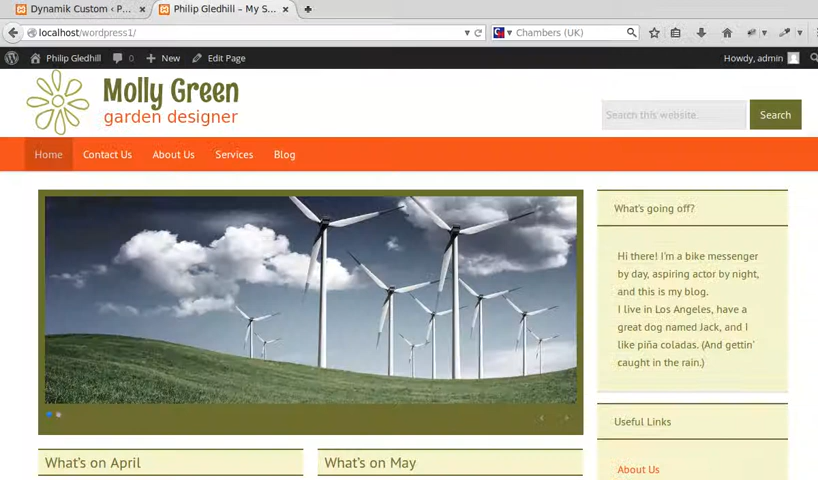 Dynamik Custom ‹ P...
Philip Gledhill – My S...
localhost/wordpress1/
Chambers (UK)
Philip Gledhill
0
New
Edit Page
Howdy, admin
Molly Green
garden designer
Search this website...
Search
Home
Contact Us
About Us
Services
Blog
What's going off?
Hi there! I'm a bike messenger
by day, aspiring actor by night,
and this is my blog.
I live in Los Angeles, have a
great dog named Jack, and I
like piña coladas. (And gettin'
caught in the rain.)
Useful Links
About Us
What's on April
What's on May